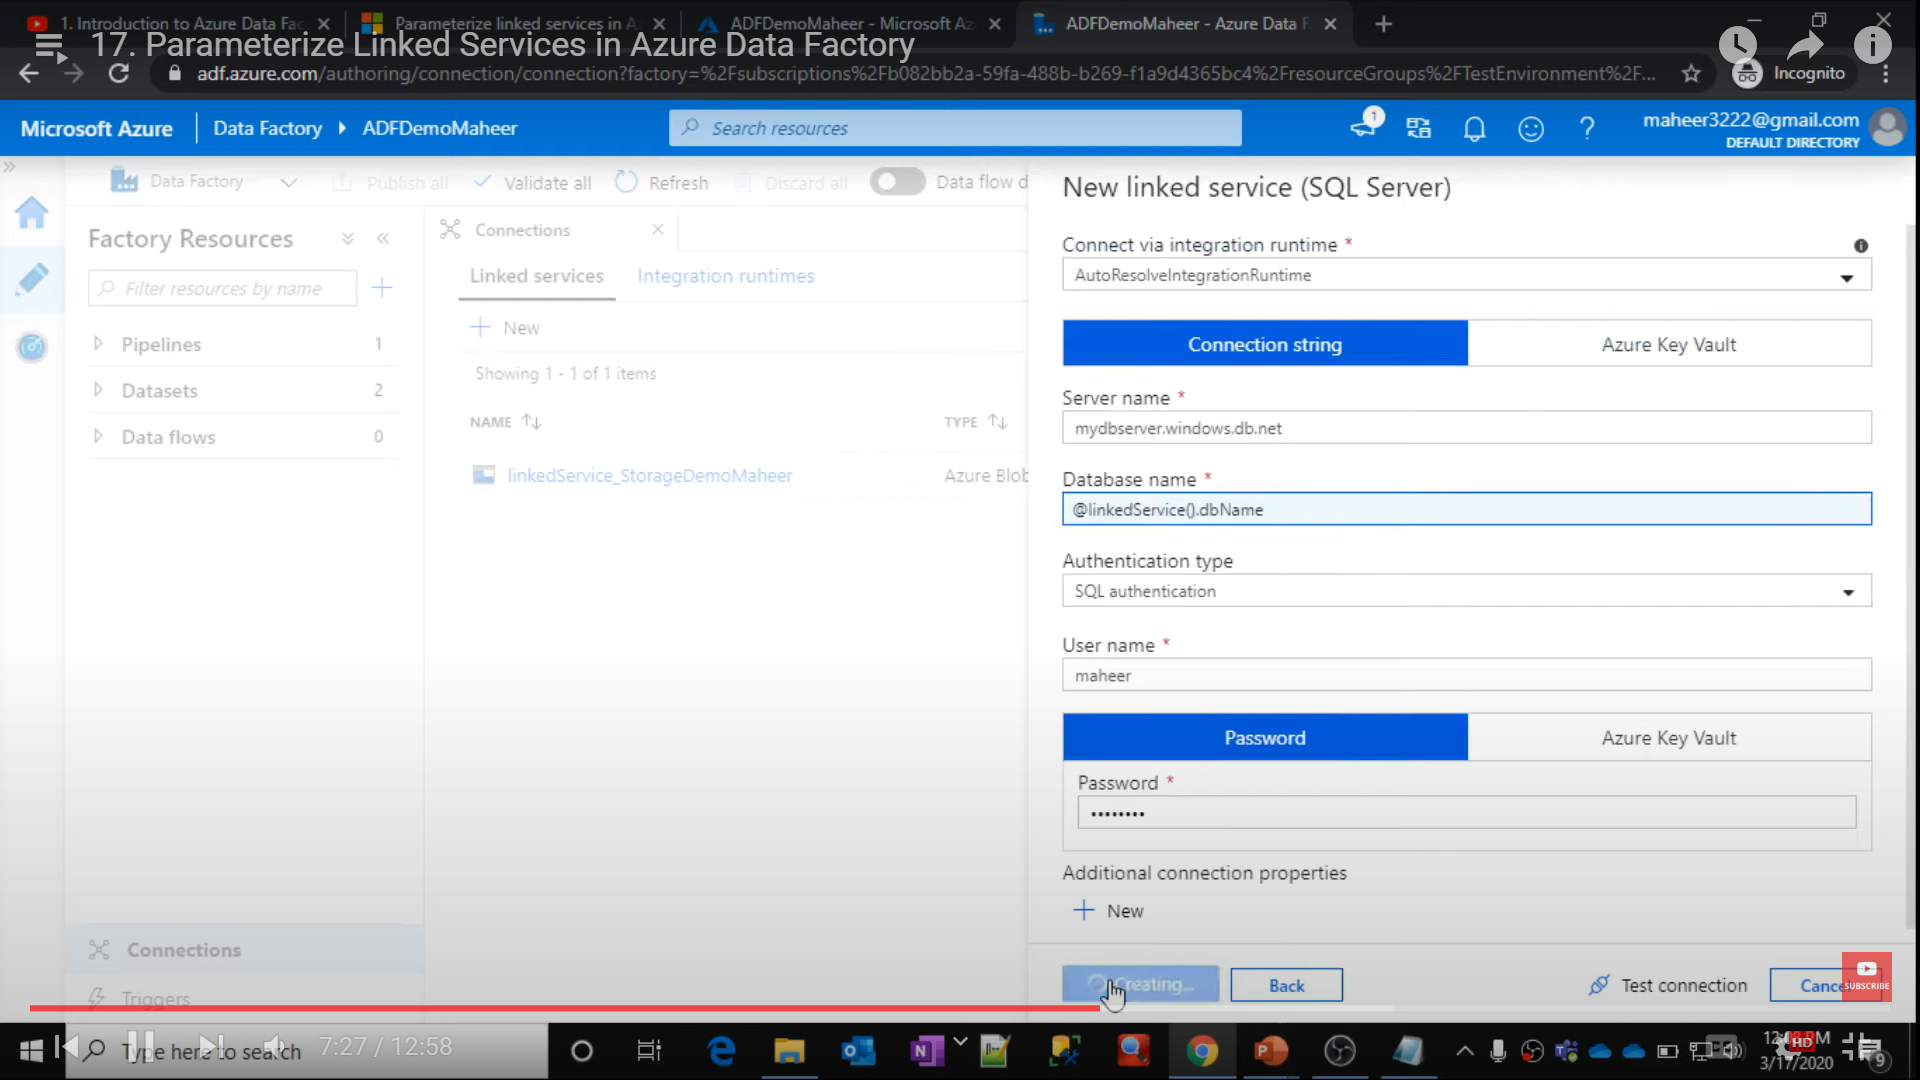 1. Introduction to Azure Data Fac
Parameterize linked services in A
ADFDemoMaheer - Microsoft Az
ADFDemoMaheer - Azure Data F
17. Parameterize Linked Services in Azure Data Factory
adf.azure.com/authoring/connection/connection?factory=%2Fsubscriptions%2Fb082bb2a-59fa-488b-b269-f1a9d4365bc4%2FresourceGroups%2FTestEnvironment%2F...
Incognito
Microsoft Azure
Data Factory
ADFDemoMaheer
Search resources
1
maheer3222@gmail.com
DEFAULT DIRECTORY
Data Factory
Publish all
Validate all
Refresh
Discard all
Data flow d
Factory Resources
Filter resources by name
Pipelines 1
Datasets 2
Data flows 0
Connections
Triggers
Connections
Linked services
Integration runtimes
New
Showing 1 - 1 of 1 items
NAME
TYPE
linkedService_StorageDemoMaheer
Azure Blob
New linked service (SQL Server)
Connect via integration runtime *
AutoResolveIntegrationRuntime
Connection string
Azure Key Vault
Server name *
mydbserver.windows.db.net
Database name *
@linkedService().dbName
Authentication type
SQL authentication
User name *
maheer
Password
Azure Key Vault
Password *
••••••••
Additional connection properties
New
Creating...
Back
Test connection
Cance
SUBSCRIBE
Type here to search
7:27 / 12:58
HD
3/17/2020
9